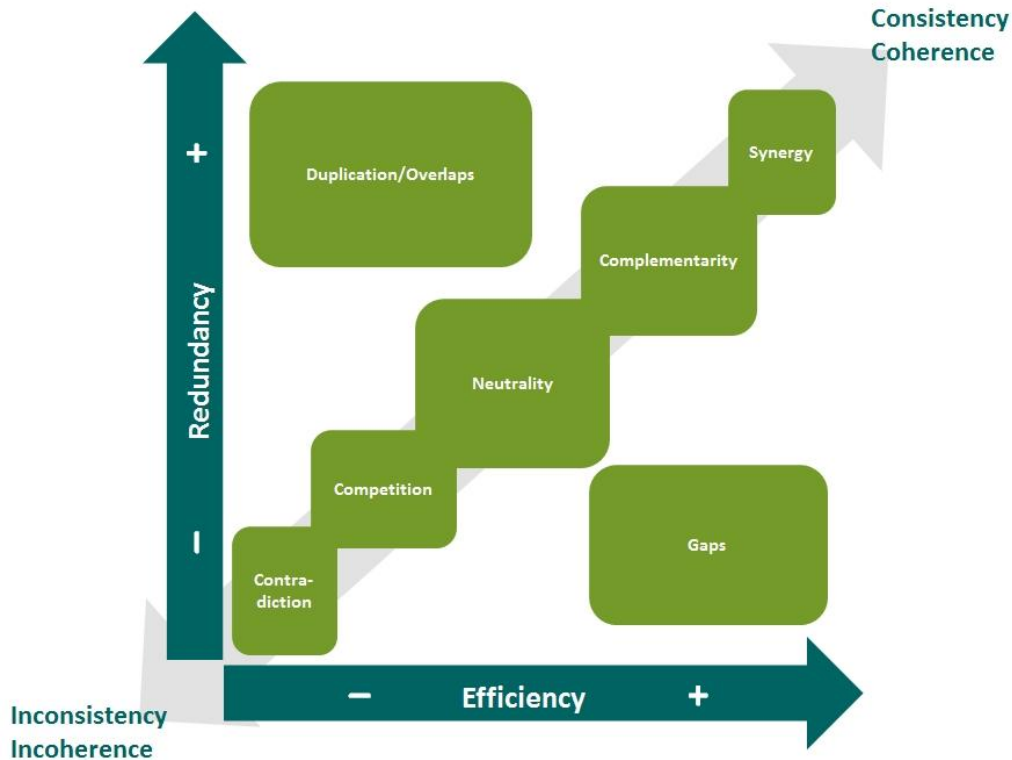 Consistency
Coherence
+
Synergy
Duplication/Overlaps
Complementarity
Redundancy
Neutrality
Competition
–
Gaps
Contra-
diction
– Efficiency +
Inconsistency
Incoherence